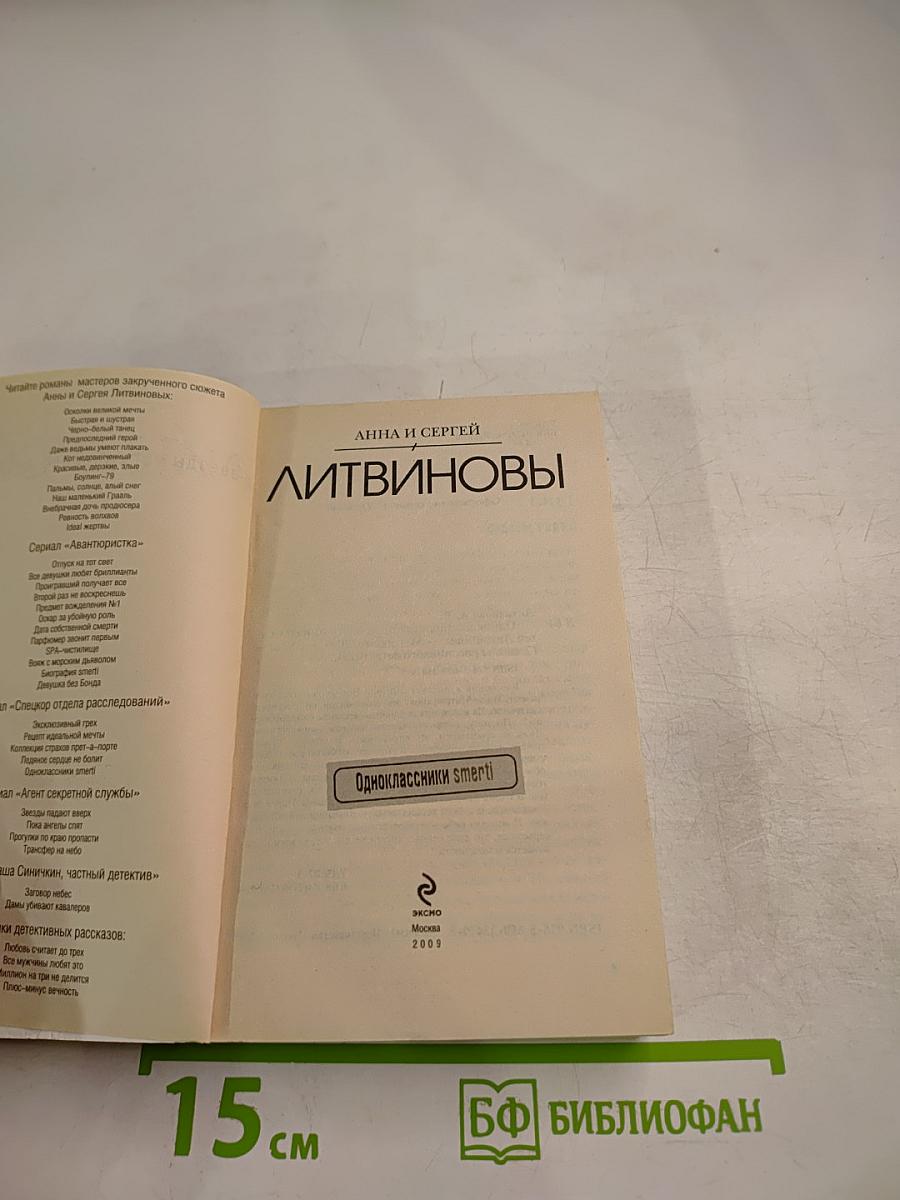 Читайте романы мастеров закрученного сюжета
Анны и Сергея Литвиновых:
Осколки великой мечты
Быстрая и шустрая
Черно-белый танец
Предпоследний герой
Даже ведьмы умеют плакать
Кот недовинченный
Красивые, дерзкие, злые
Боулинг-79
Пальмы, солнце, алый снег
Наш маленький Грааль
Внебрачная дочь продюсера
Ревность волхвов
Ideal жертвы
Сериал «Авантюристка»
Отпуск на тот свет
Все девушки любят бриллианты
Проигравший получает все
Второй раз не воскреснешь
Предмет вожделения №1
Оскар за убойную роль
Дата собственной смерти
Парфюмер звонит первым
SPA-чистилище
Вояж с морским дьяволом
Биография smerti
Девушка без Бонда
ал «Спецкор отдела расследований»
Эксклюзивный грех
Рецепт идеальной мечты
Коллекция страхов прет-а-порте
Ледяное сердце не болит
Одноклассники smerti
иал «Агент секретной службы»
Звезды падают вверх
Пока ангелы спят
Прогулки по краю пропасти
Трансфер на небо
аша Синичкин, частный детектив»
Заговор небес
Дамы убивают кавалеров
ики детективных рассказов:
Любовь считает до трех
Все мужчины любят это
Миллион на три не делится
Плюс-минус вечность
АННА И СЕРГЕЙ
ЛИТВИНОВЫ
Одноклассники smerti
ЭКСМО
Москва
2009
15 см
БФ БИБЛИОФАН